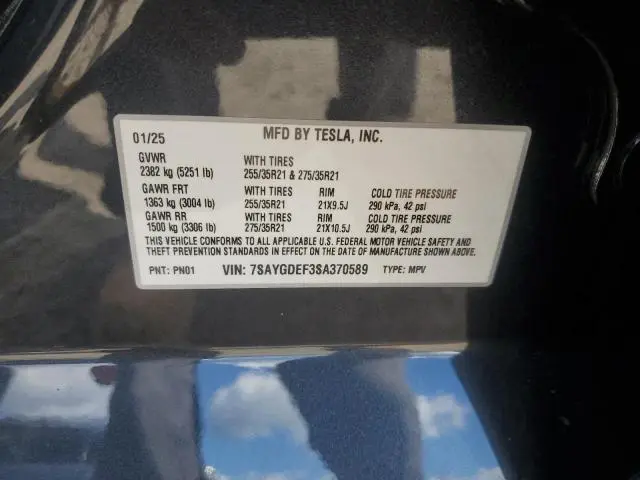 01/25 MFD BY TESLA, INC.
GVWR WITH TIRES
2382 kg (5251 lb) 255/35R21 & 275/35R21
GAWR FRT WITH TIRES RIM COLD TIRE PRESSURE
1363 kg (3004 lb) 255/35R21 21X9.5J 290 kPa, 42 psi
GAWR RR WITH TIRES RIM COLD TIRE PRESSURE
1500 kg (3306 lb) 275/35R21 21X10.5J 290 kPa, 42 psi
THIS VEHICLE CONFORMS TO ALL APPLICABLE U.S. FEDERAL MOTOR VEHICLE SAFETY AND
THEFT PREVENTION STANDARDS IN EFFECT ON THE DATE OF MANUFACTURE SHOWN ABOVE.
PNT: PN01 VIN: 7SAYGDEF3SA370589 TYPE: MPV